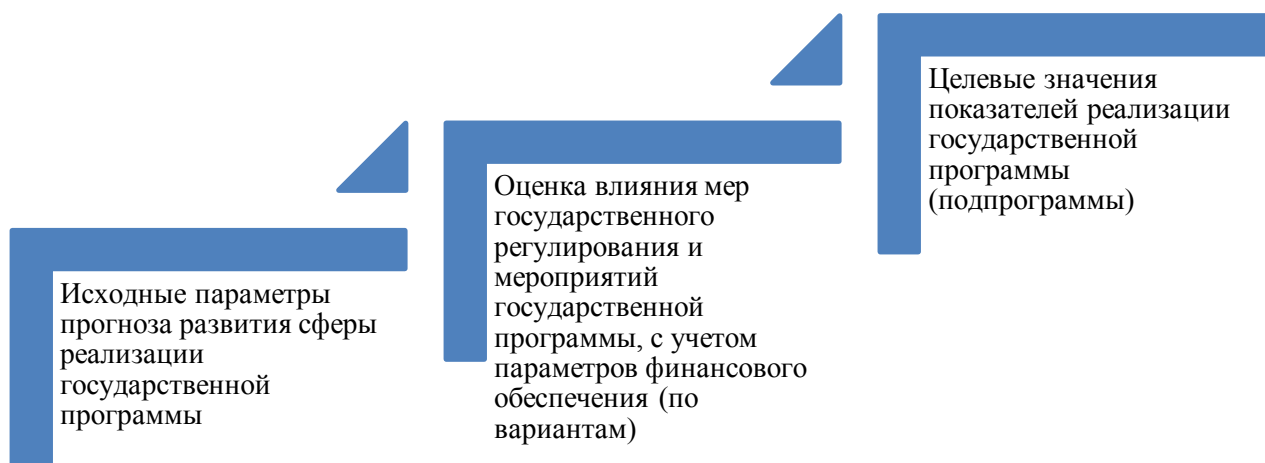 Исходные параметры
прогноза развития сферы
реализации
государственной
программы
Оценка влияния мер
государственного
регулирования и
мероприятий
государственной
программы, с учетом
параметров финансового
обеспечения (по
вариантам)
Целевые значения
показателей реализации
государственной
программы
(подпрограммы)